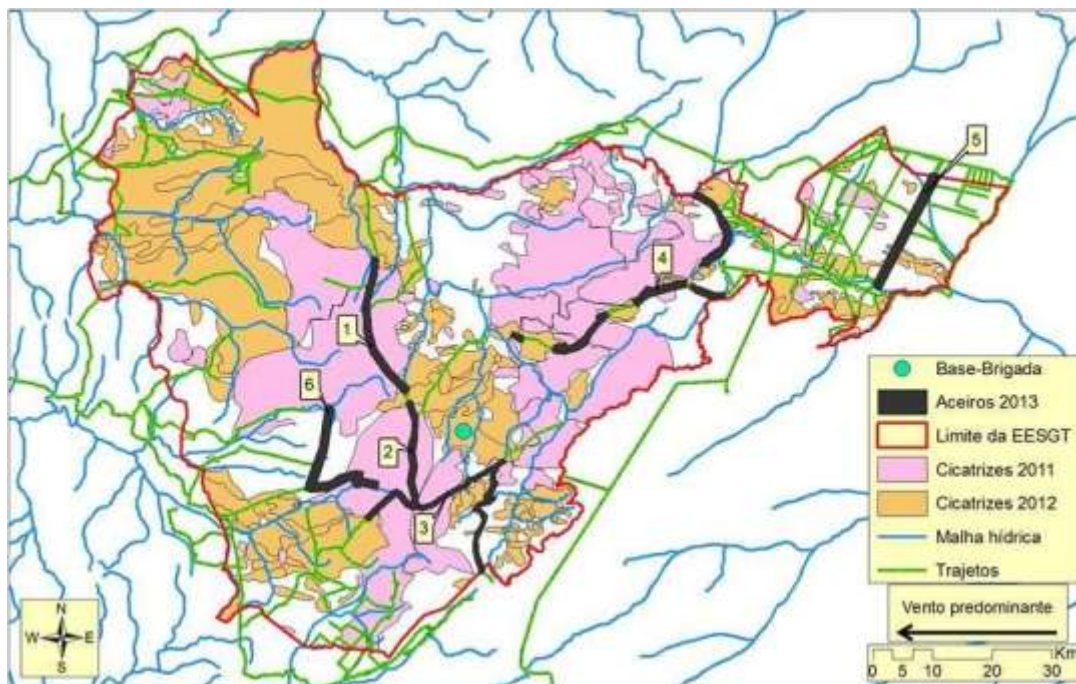 5
4
1
6
2
3
Base-Brigada
Aceiros 2013
Limite da EESGT
Cicatrizes 2011
Cicatrizes 2012
Malha hídrica
Trajetos
Vento predominante
N
W E
S
Km
0 5 10 20 30